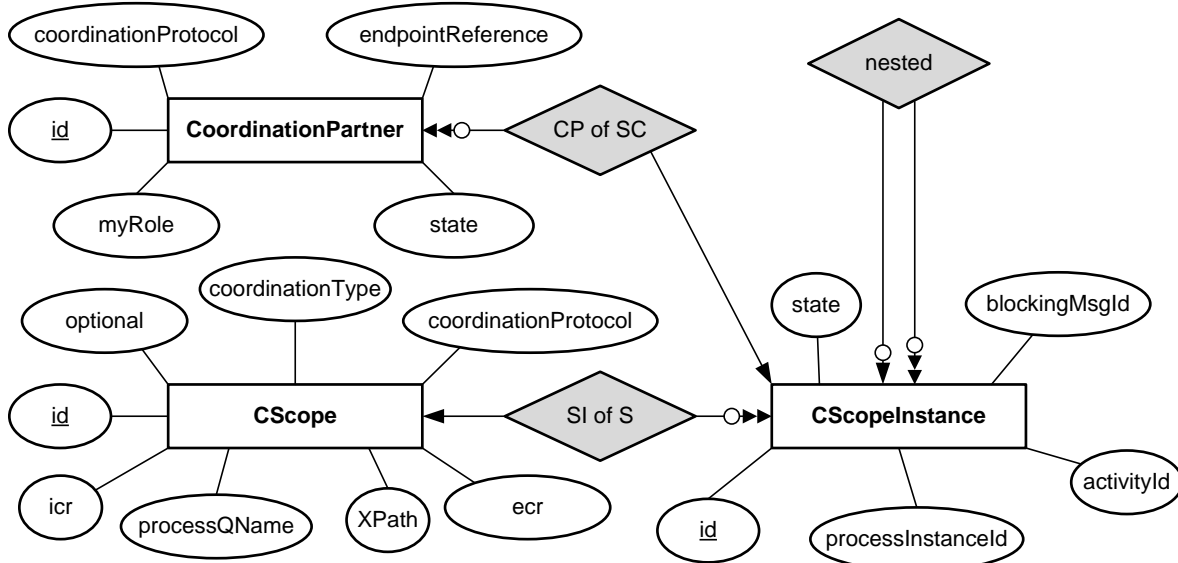 coordinationProtocol
endpointReference
nested
id
CoordinationPartner
CP of SC
myRole
state
coordinationType
optional
coordinationProtocol
state
blockingMsgId
id
CScope
SI of S
CScopeInstance
icr
processQName
XPath
ecr
activityId
id
processInstanceId